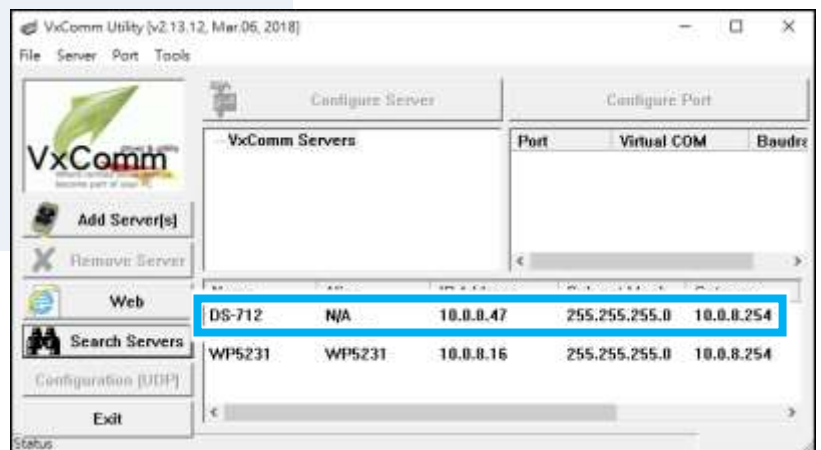 VxComm Utility [v2.13.12, Mar.06, 2018]
File Server Port Tools
Configure Server
Configure Port
VxComm
VxComm Servers
Port Virtual COM Baudra
Add Server(s)
Remove Server
Web
Search Servers
Configuration (UDP)
Exit
DS-712 N/A 10.0.8.47 255.255.255.0 10.0.8.254
WP5231 WP5231 10.0.8.16 255.255.255.0 10.0.8.254
Status